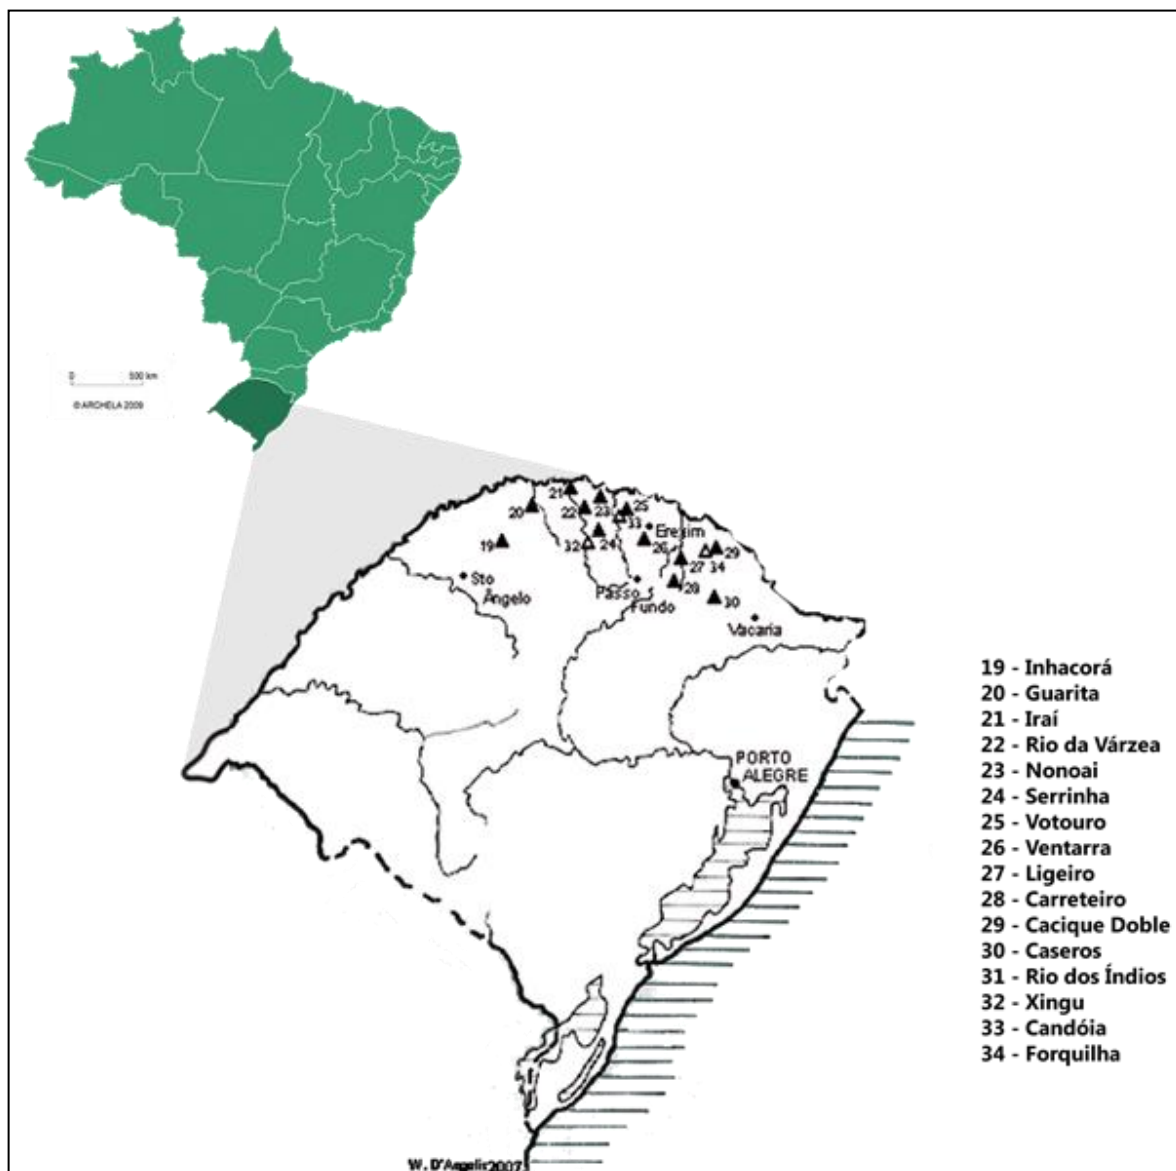 0 500 km
© ARCHELA 2009
21
22
23
25
20
33
Erexim
19
32
24
26
29
27
34
Sto
Ângelo
Passo
Fundo
28
30
Vacaria
PORTO
ALEGRE
19 - Inhacorá
20 - Guarita
21 - Iraí
22 - Rio da Várzea
23 - Nonoai
24 - Serrinha
25 - Votouro
26 - Ventarra
27 - Ligeiro
28 - Carreteiro
29 - Cacique Doble
30 - Caseros
31 - Rio dos Índios
32 - Xingu
33 - Candóia
34 - Forquilha
W. D'Angelis2007